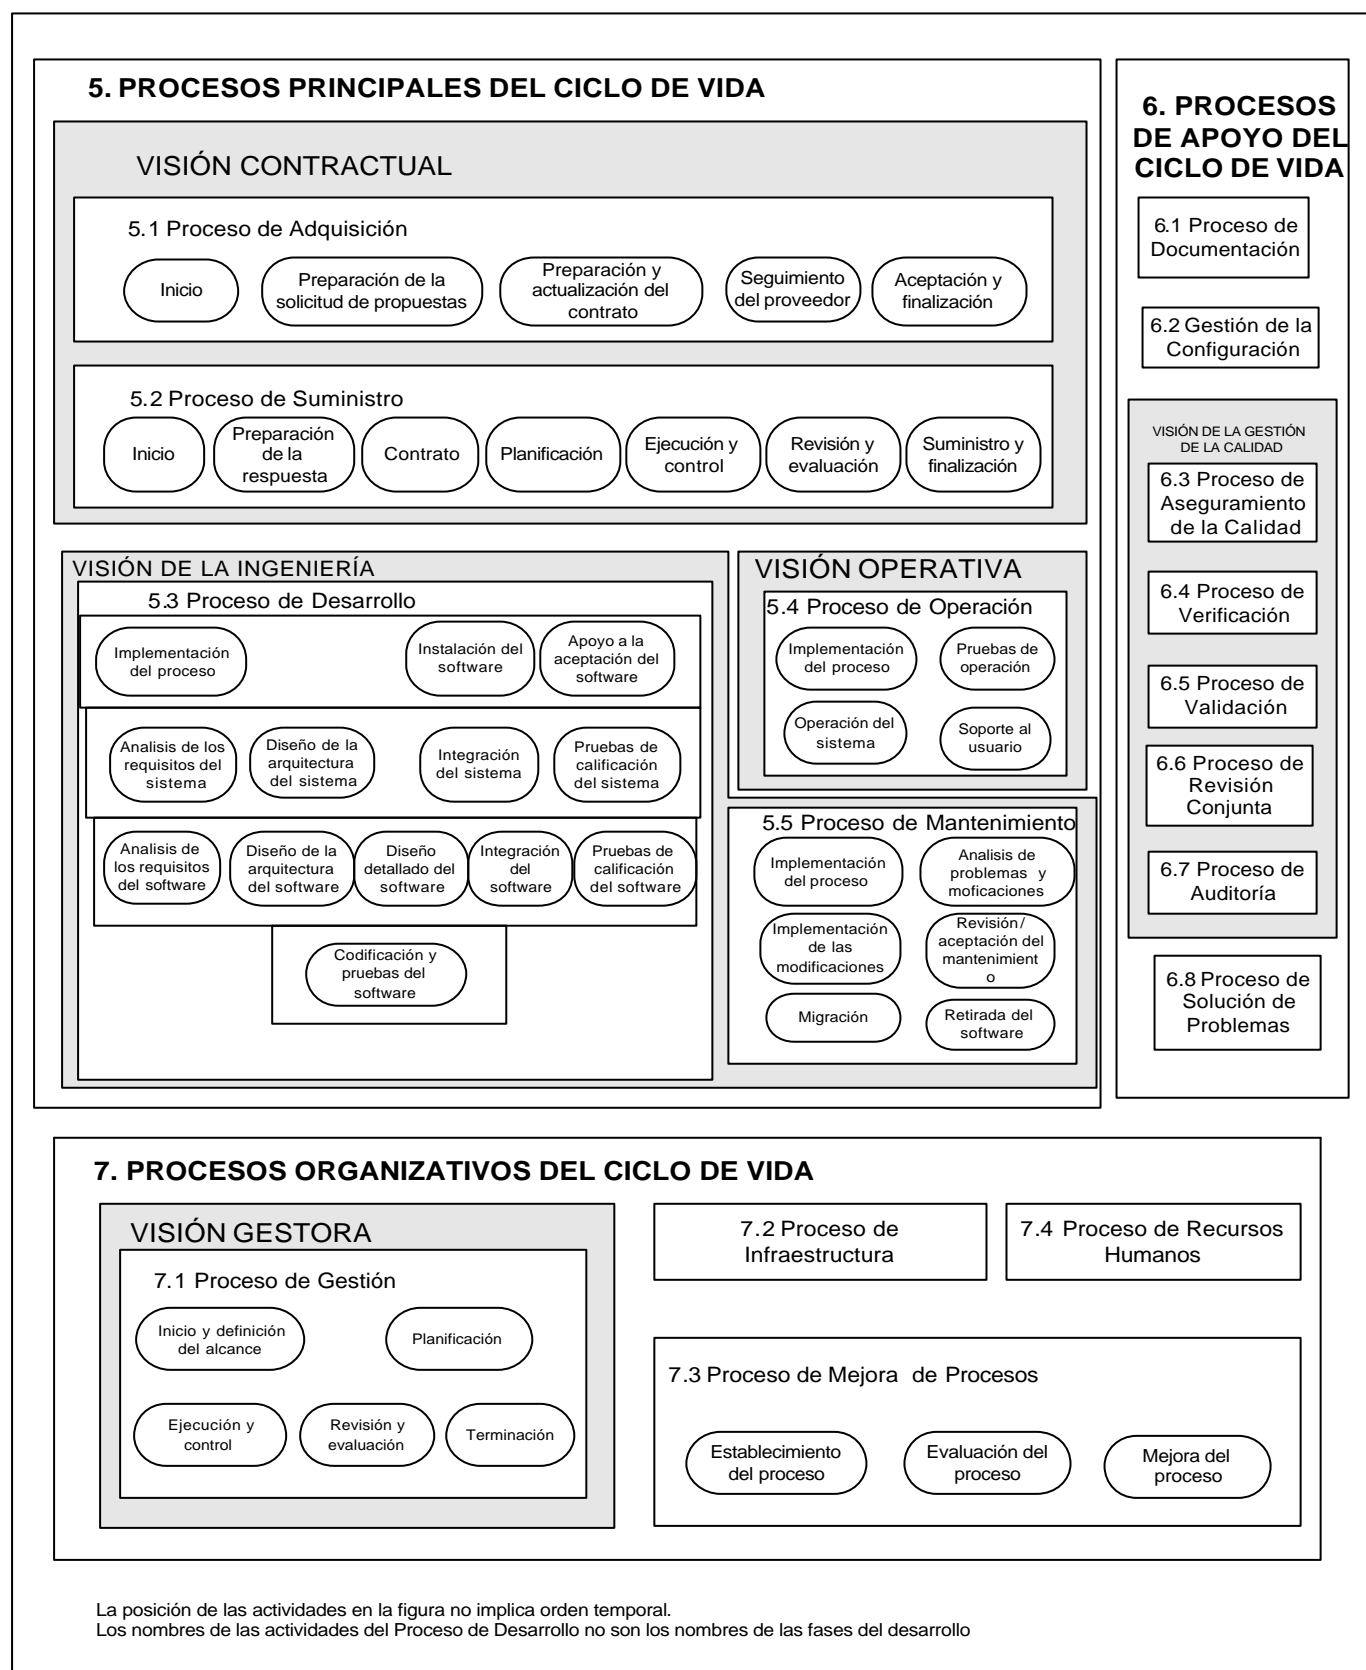 5. PROCESOS PRINCIPALES DEL CICLO DE VIDA
VISIÓN CONTRACTUAL
5.1 Proceso de Adquisición
Inicio
Preparación de la
solicitud de propuestas
Preparación y
actualización del
contrato
Seguimiento
del proveedor
Aceptación y
finalización
5.2 Proceso de Suministro
Inicio
Preparación
de la
respuesta
Contrato
Planificación
Ejecución y
control
Revisión y
evaluación
Suministro y
finalización
VISIÓN DE LA INGENIERÍA
5.3 Proceso de Desarrollo
Implementación
del proceso
Instalación del
software
Apoyo a la
aceptación del
software
Analisis de los
requisitos del
sistema
Diseño de la
arquitectura
del sistema
Integración
del sistema
Pruebas de
calificación
del sistema
Analisis de
los requisitos
del software
Diseño de la
arquitectura
del software
Diseño
detallado del
software
Integración
del
software
Pruebas de
calificación
del software
Codificación y
pruebas del
software
VISIÓN OPERATIVA
5.4 Proceso de Operación
Implementación
del proceso
Pruebas de
operación
Operación del
sistema
Soporte al
usuario
5.5 Proceso de Mantenimiento
Implementación
del proceso
Analisis de
problemas y
moficaciones
Implementación
de las
modificaciones
Revisión/
aceptación del
mantenimient
o
Migración
Retirada del
software
6. PROCESOS
DE APOYO DEL
CICLO DE VIDA
6.1 Proceso de
Documentación
6.2 Gestión de la
Configuración
VISIÓN DE LA GESTIÓN
DE LA CALIDAD
6.3 Proceso de
Aseguramiento
de la Calidad
6.4 Proceso de
Verificación
6.5 Proceso de
Validación
6.6 Proceso de
Revisión
Conjunta
6.7 Proceso de
Auditoría
6.8 Proceso de
Solución de
Problemas
7. PROCESOS ORGANIZATIVOS DEL CICLO DE VIDA
VISIÓN GESTORA
7.1 Proceso de Gestión
Inicio y definición
del alcance
Planificación
Ejecución y
control
Revisión y
evaluación
Terminación
7.2 Proceso de
Infraestructura
7.4 Proceso de Recursos
Humanos
7.3 Proceso de Mejora de Procesos
Establecimiento
del proceso
Evaluación del
proceso
Mejora del
proceso
La posición de las actividades en la figura no implica orden temporal.
Los nombres de las actividades del Proceso de Desarrollo no son los nombres de las fases del desarrollo